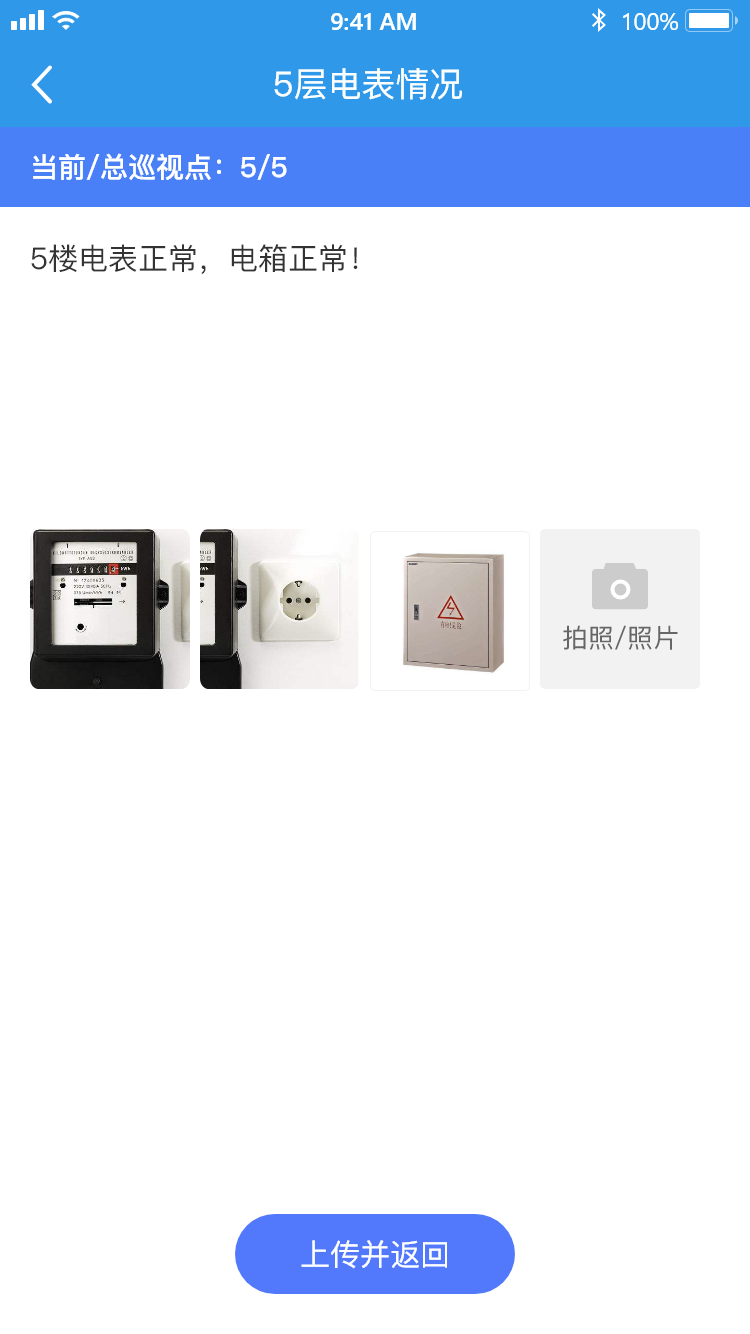 9:41 AM
100%
5层电表情况
当前/总巡视点：5/5
5楼电表正常，电箱正常！
kWh
拍照/照片
上传并返回